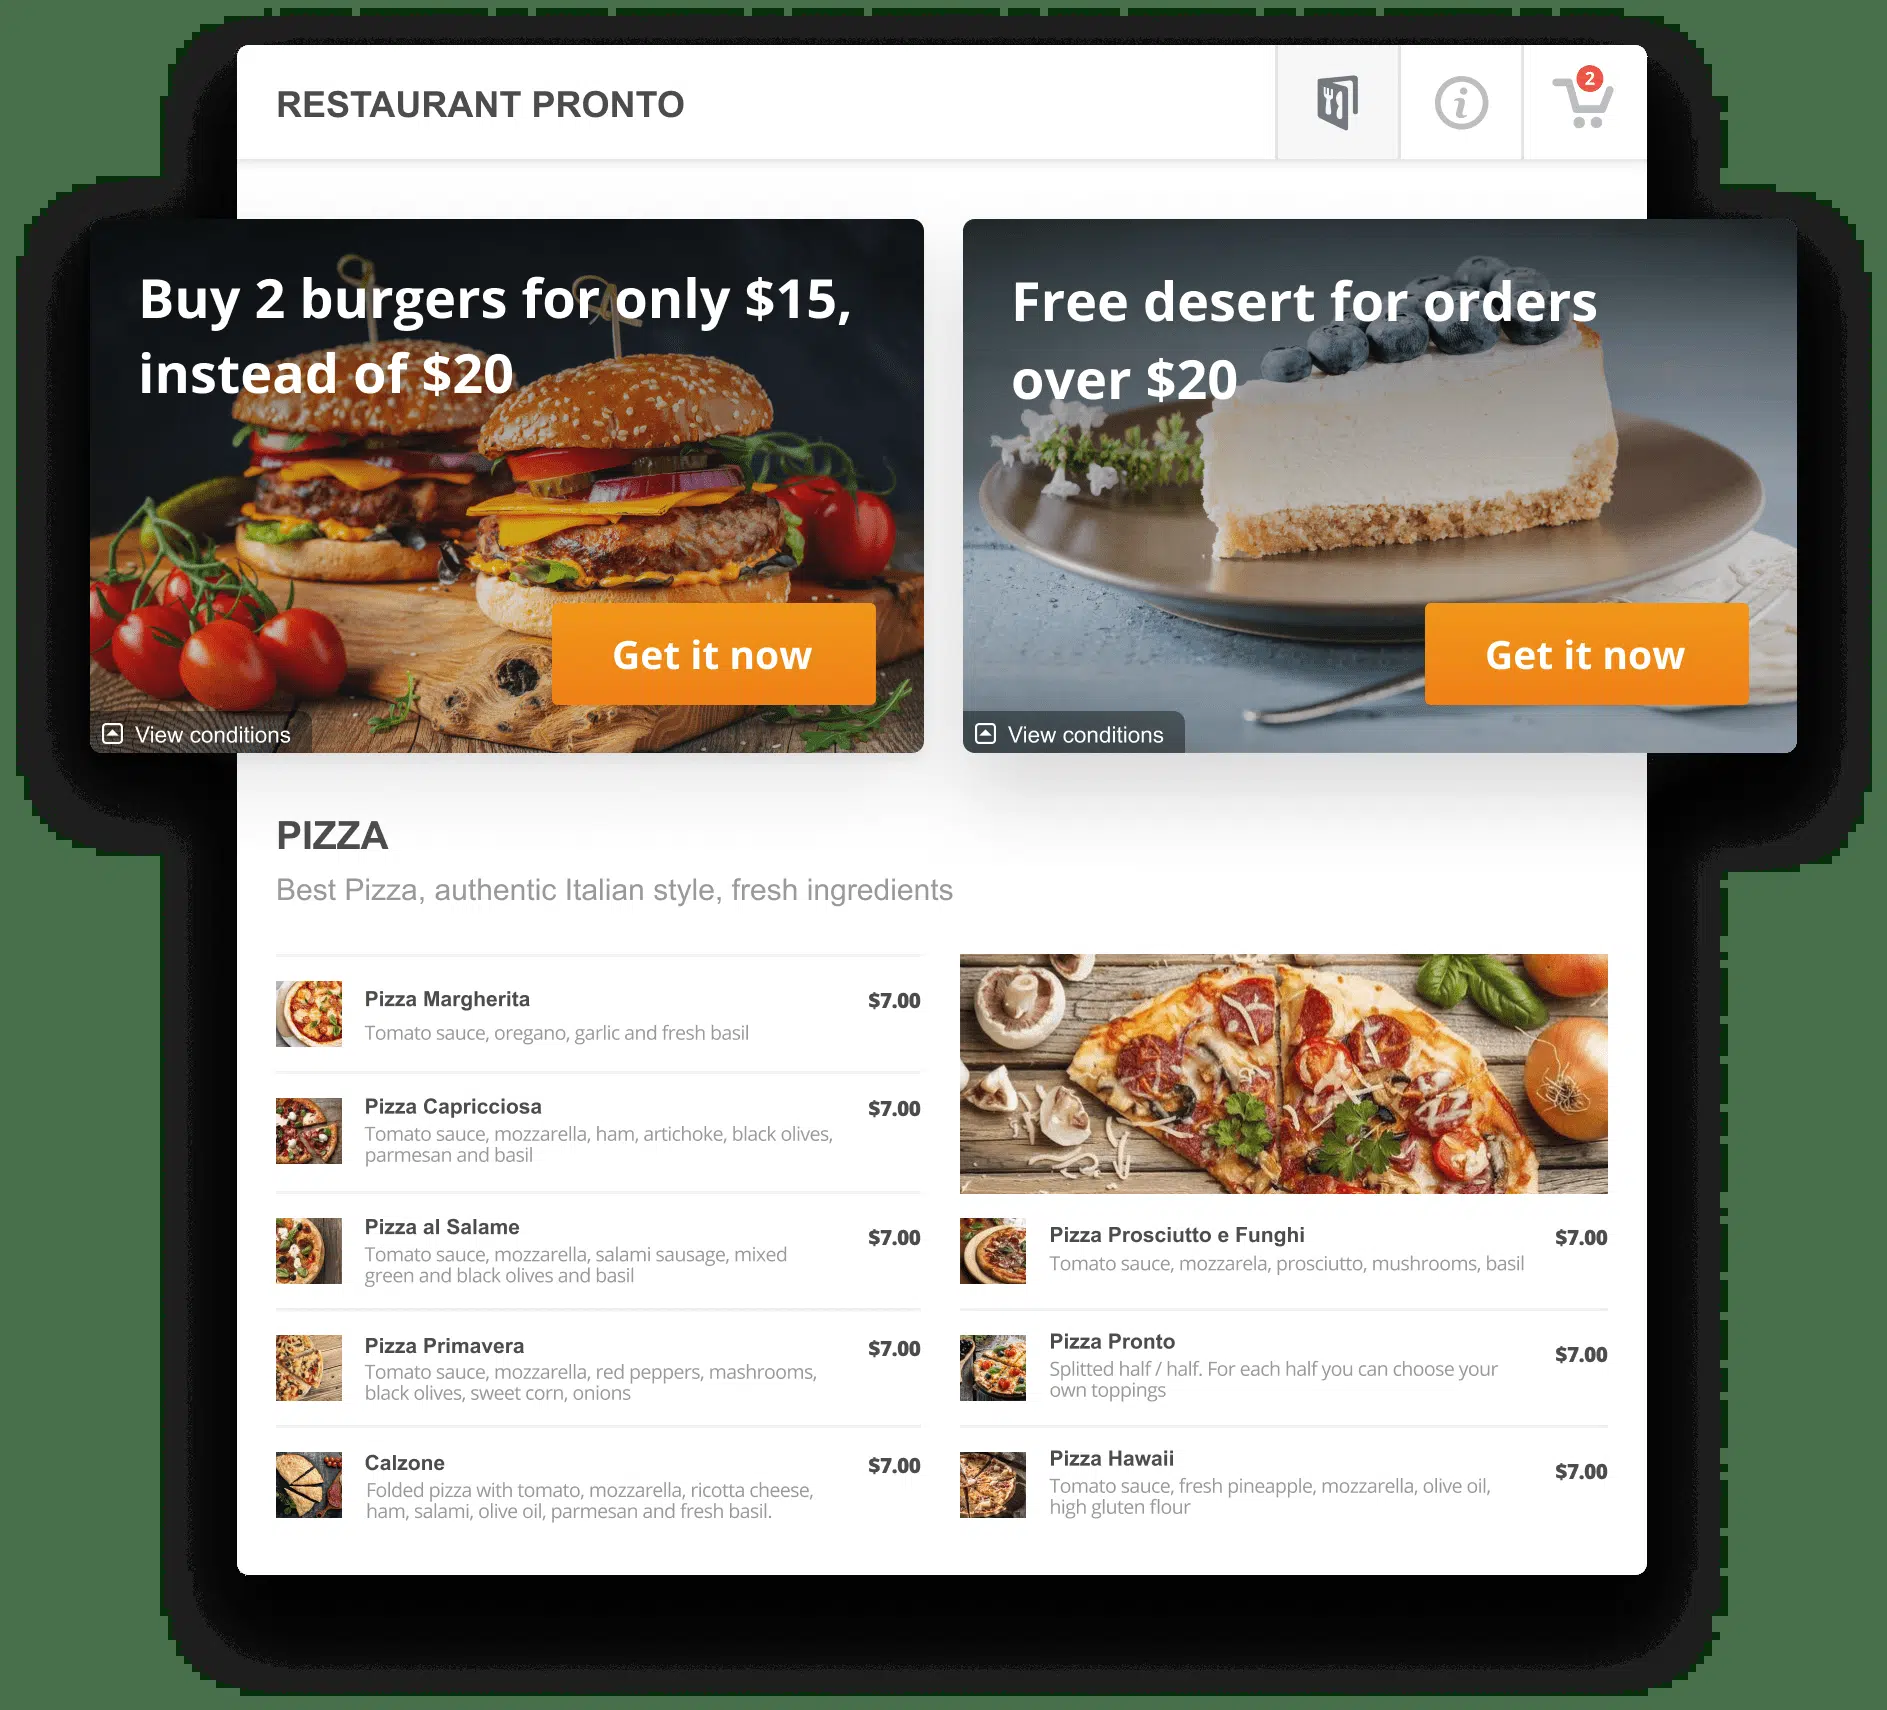 RESTAURANT PRONTO
2
Buy 2 burgers for only $15,
instead of $20
Get it now
View conditions
Free desert for orders
over $20
Get it now
View conditions
PIZZA
Best Pizza, authentic Italian style, fresh ingredients
Pizza Margherita
$7.00
Tomato sauce, oregano, garlic and fresh basil
Pizza Capricciosa
$7.00
Tomato sauce, mozzarella, ham, artichoke, black olives,
parmesan and basil
Pizza al Salame
$7.00
Tomato sauce, mozzarella, salami sausage, mixed
green and black olives and basil
Pizza Primavera
$7.00
Tomato sauce, mozzarella, red peppers, mashrooms,
black olives, sweet corn, onions
Calzone
$7.00
Folded pizza with tomato, mozzarella, ricotta cheese,
ham, salami, olive oil, parmesan and fresh basil.
Pizza Prosciutto e Funghi
$7.00
Tomato sauce, mozzarela, prosciutto, mushrooms, basil
Pizza Pronto
$7.00
Splitted half / half. For each half you can choose your
own toppings
Pizza Hawaii
$7.00
Tomato sauce, fresh pineapple, mozzarella, olive oil,
high gluten flour